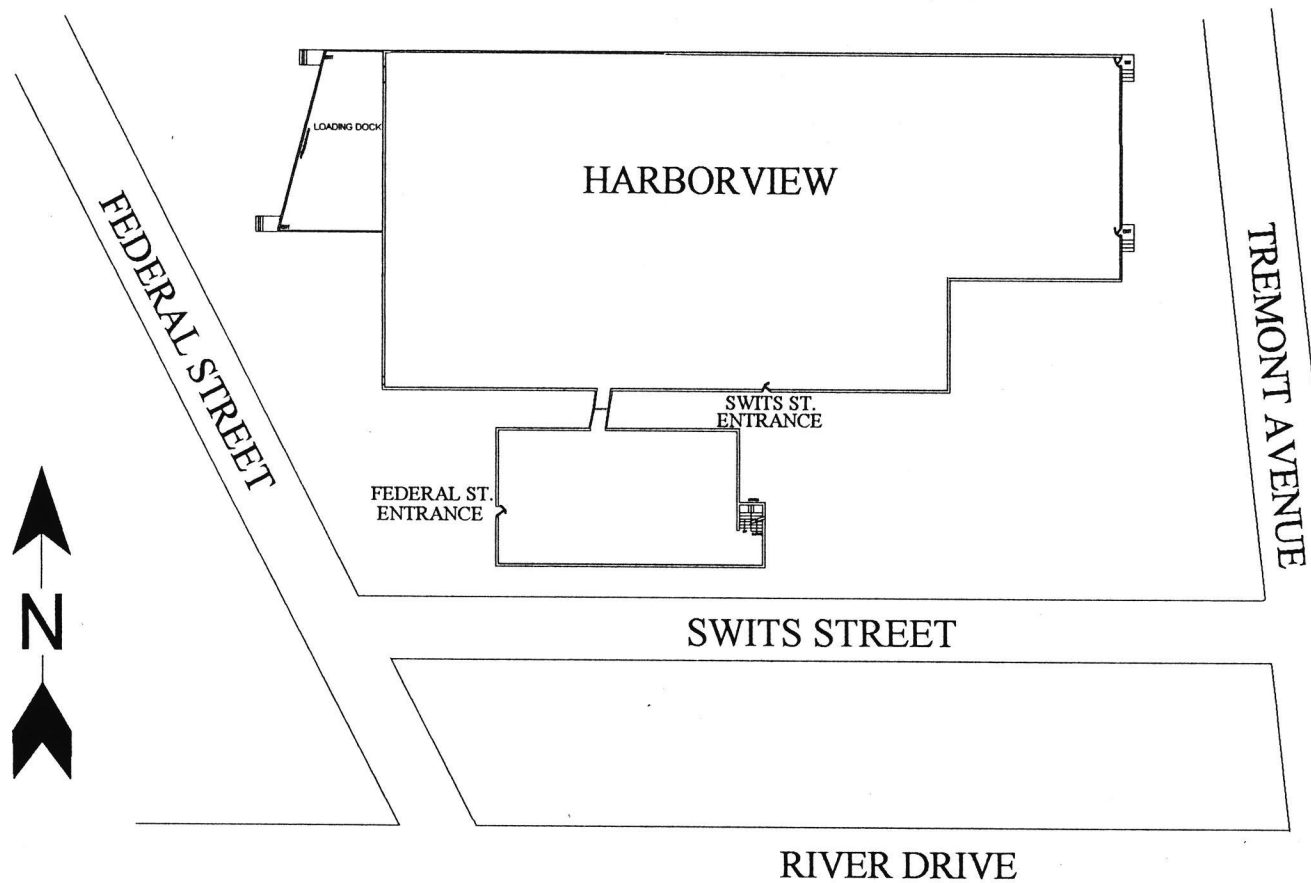 LOADING DOCK
HARBORVIEW
FEDERAL STREET
TREMONT AVENUE
SWITS ST.
ENTRANCE
FEDERAL ST.
ENTRANCE
N
SWITS STREET
RIVER DRIVE